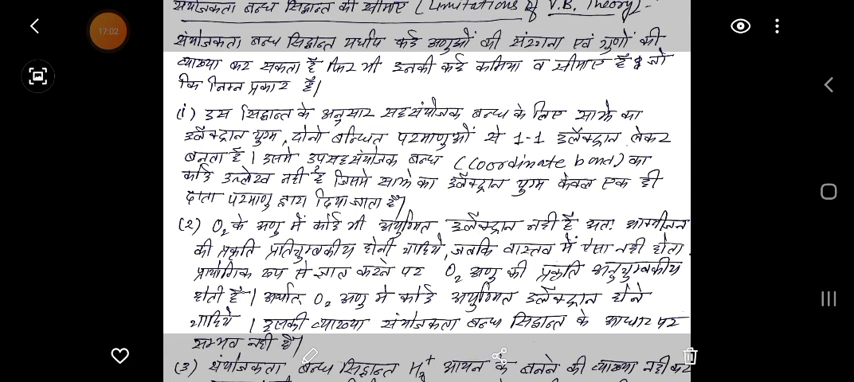 17:02
संयोजकता बन्ध सिद्धान्त की सीमाएं (Limitations of V.B. Theory)-
संयोजकता बन्ध सिद्धान्त यद्यपि कई अणुओं की संरचना एवं गुणों की
व्याख्या कर सकता है फिर भी इनकी कई कमियां व सीमाएं है जो
कि निम्न प्रकार है।
(i) इस सिद्धान्त के अनुसार सहसंयोजक बन्ध के लिए साझे का
इलैक्ट्रान युग्म, दोनो बन्धित परमाणुओं से 1-1 इलैक्ट्रान लेकर
बनता है। इसमे उपसहसंयोजक बन्ध (Coordinate bond) का
कोई उल्लेख नही है जिसमे साझे का इलैक्ट्रान युग्म केवल एक ही
दाता परमाणु द्वारा दिया जाता है।
(2) O2 के अणु में कोई भी अयुग्मित इलैक्ट्रान नही है अतः आक्सीजन
की प्रकृति प्रतिचुम्बकीय होनी चाहिये, जबकि वास्तव में ऐसा नही होता
प्रायोगिक रूप से ज्ञात करने पर O2 अणु की प्रकृति अनुचुम्बकीय
होती है। अर्थात O2 अणु मे कोई अयुग्मित इलैक्ट्रान होने
चाहिये। इसकी व्याख्या संयोजकता बन्ध सिद्धान्त के आधार पर
सम्भव नही है।
(3) संयोजकता बन्ध सिद्धान्त H2+ आयन के बनने की व्याख्या नही कर